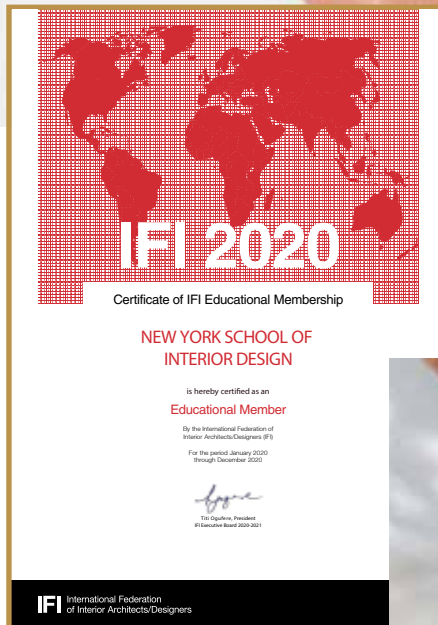 IFI 2020
Certificate of IFI Educational Membership
NEW YORK SCHOOL OF
INTERIOR DESIGN
is hereby certified as an
Educational Member
By the International Federation of
Interior Architects/Designers (IFI)
For the period January 2020
through December 2020
Titi Ogufere, President
IFI Executive Board 2020-2021
IFI International Federation
of Interior Architects/Designers